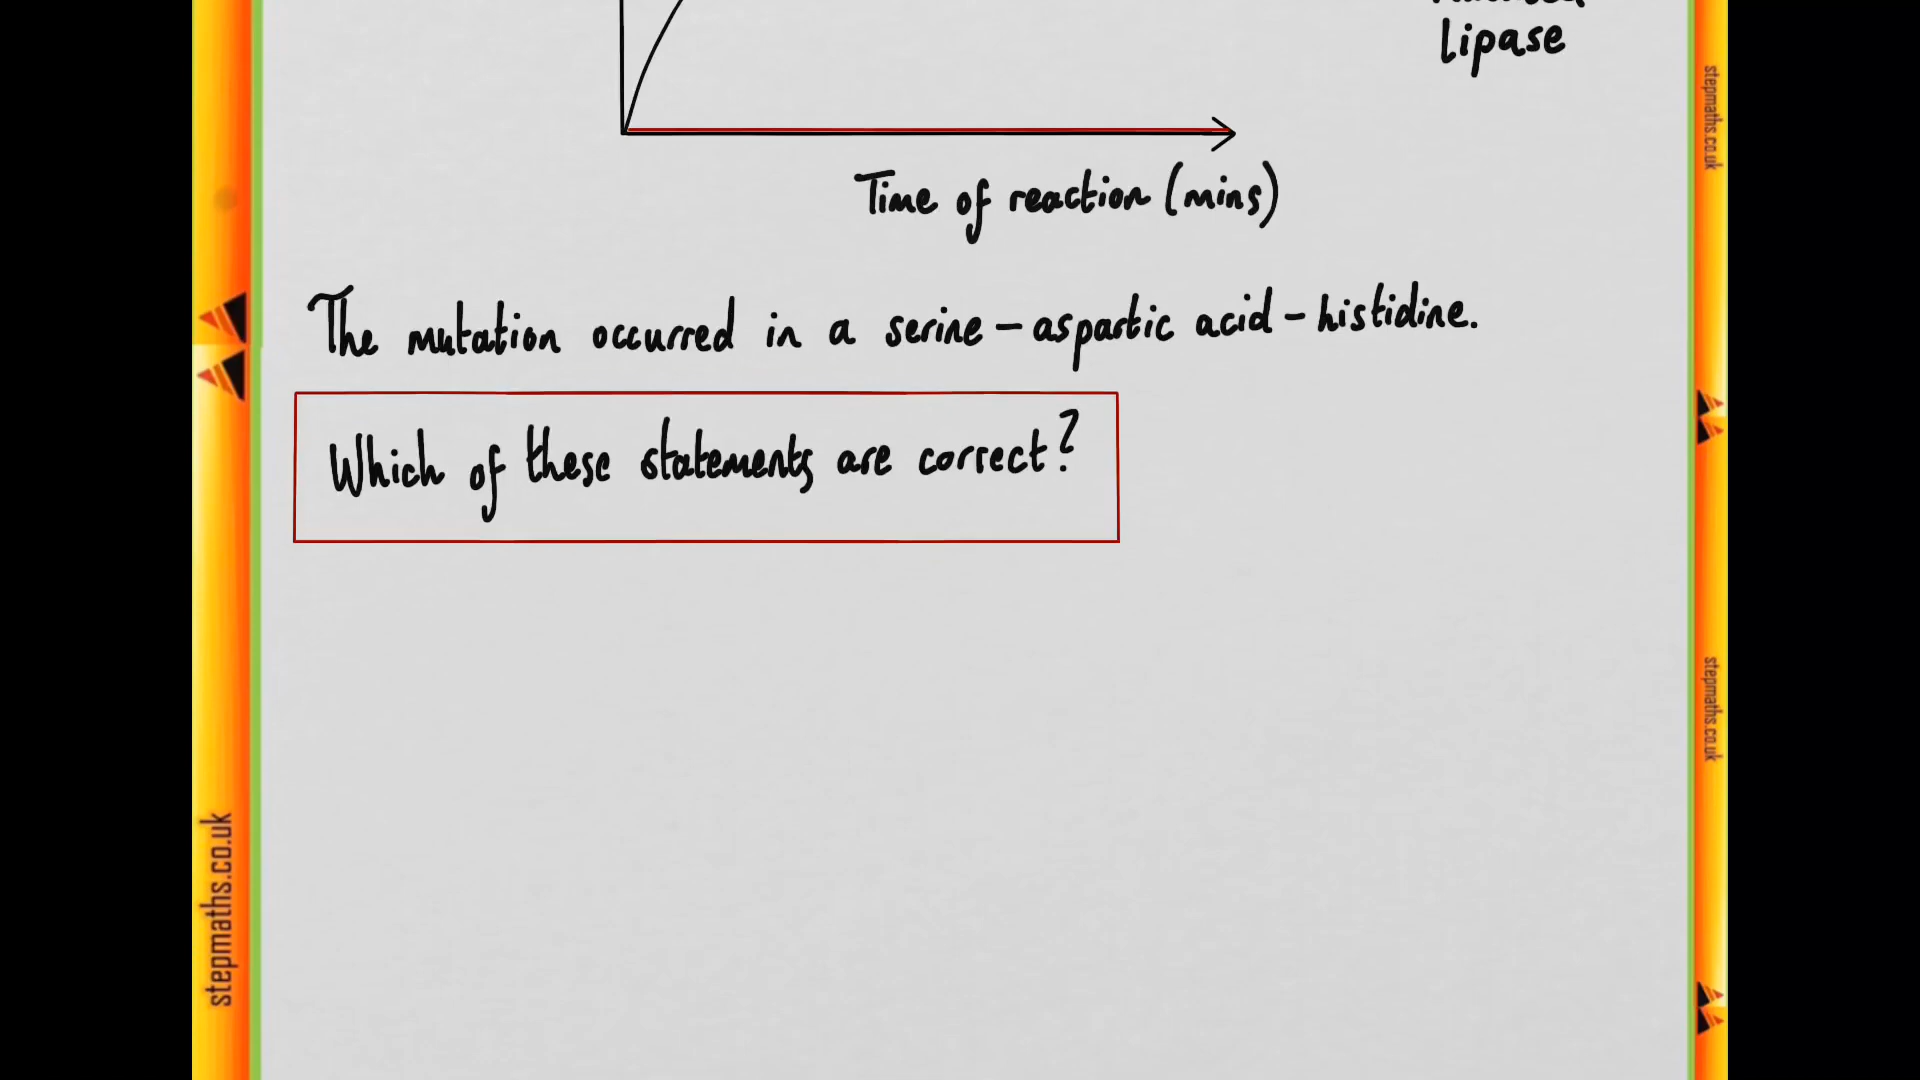 Lipase
Time of reaction (mins)
The mutation occurred in a serine – aspartic acid – histidine.
Which of these statements are correct?
stepmaths.co.uk
stepmaths.co.uk
stepmaths.co.uk